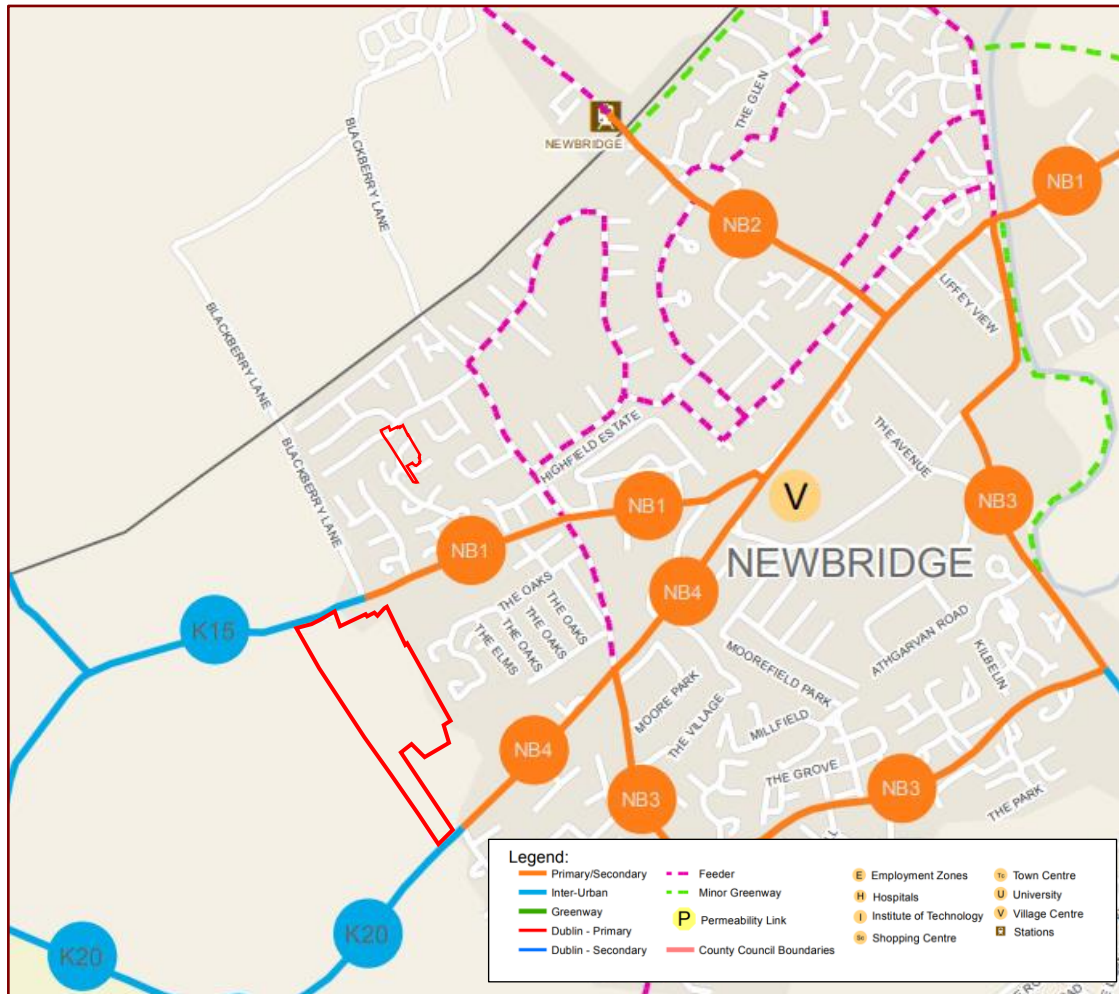 THE GLEN
NEWBRIDGE
BLACKBERRY LANE
NB1
NB2
LIFFEY VIEW
BLACKBERRY LANE
BLACKBERRY LANE
HIGHFIELD ESTATE
THE AVENUE
NB1
V
NB3
NB1
NEWBRIDGE
THE OAKS
THE OAKS
THE OAKS
THE OAKS
THE ELMS
NB4
K15
ATHGARVAN ROAD
KILBELIN
MOOREFIELD PARK
MOORE PARK
THE VILLAGE
MILLFIELD
NB4
THE GROVE
NB3
NB3
THE PARK
K20
K20
Legend:
Primary/Secondary
Inter-Urban
Greenway
Dublin - Primary
Dublin - Secondary
Feeder
Minor Greenway
P Permeability Link
County Council Boundaries
E Employment Zones
H Hospitals
I Institute of Technology
Sc Shopping Centre
Tc Town Centre
U University
V Village Centre
Stations